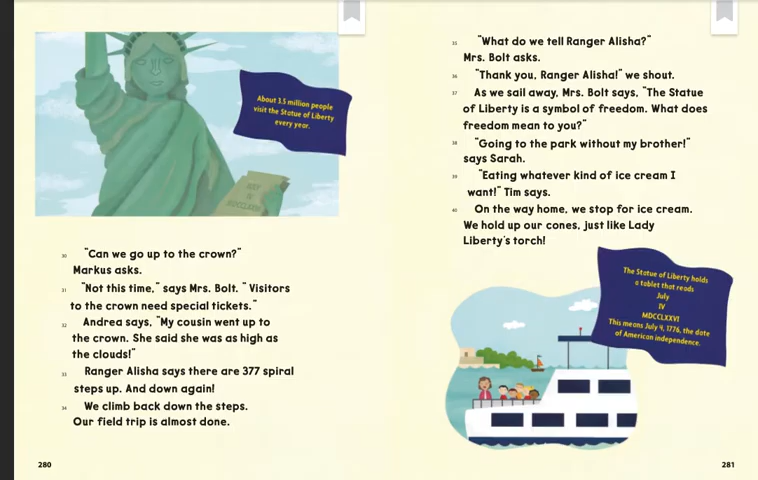 About 3.5 million people
visit the Statue of Liberty
every year.
JULY
IV
MDCCLXXVI
30 "Can we go up to the crown?"
Markus asks.
31 "Not this time," says Mrs. Bolt. "Visitors
to the crown need special tickets."
32 Andrea says, "My cousin went up to
the crown. She said she was as high as
the clouds!"
33 Ranger Alisha says there are 377 spiral
steps up. And down again!
34 We climb back down the steps.
Our field trip is almost done.
280
35 "What do we tell Ranger Alisha?"
Mrs. Bolt asks.
36 "Thank you, Ranger Alisha!" we shout.
37 As we sail away, Mrs. Bolt says, "The Statue
of Liberty is a symbol of freedom. What does
freedom mean to you?"
38 "Going to the park without my brother!"
says Sarah.
39 "Eating whatever kind of ice cream I
want!" Tim says.
40 On the way home, we stop for ice cream.
We hold up our cones, just like Lady
Liberty's torch!
The Statue of Liberty holds
a tablet that reads
July
IV
MDCCLXXVI
This means July 4, 1776, the date
of American independence.
281